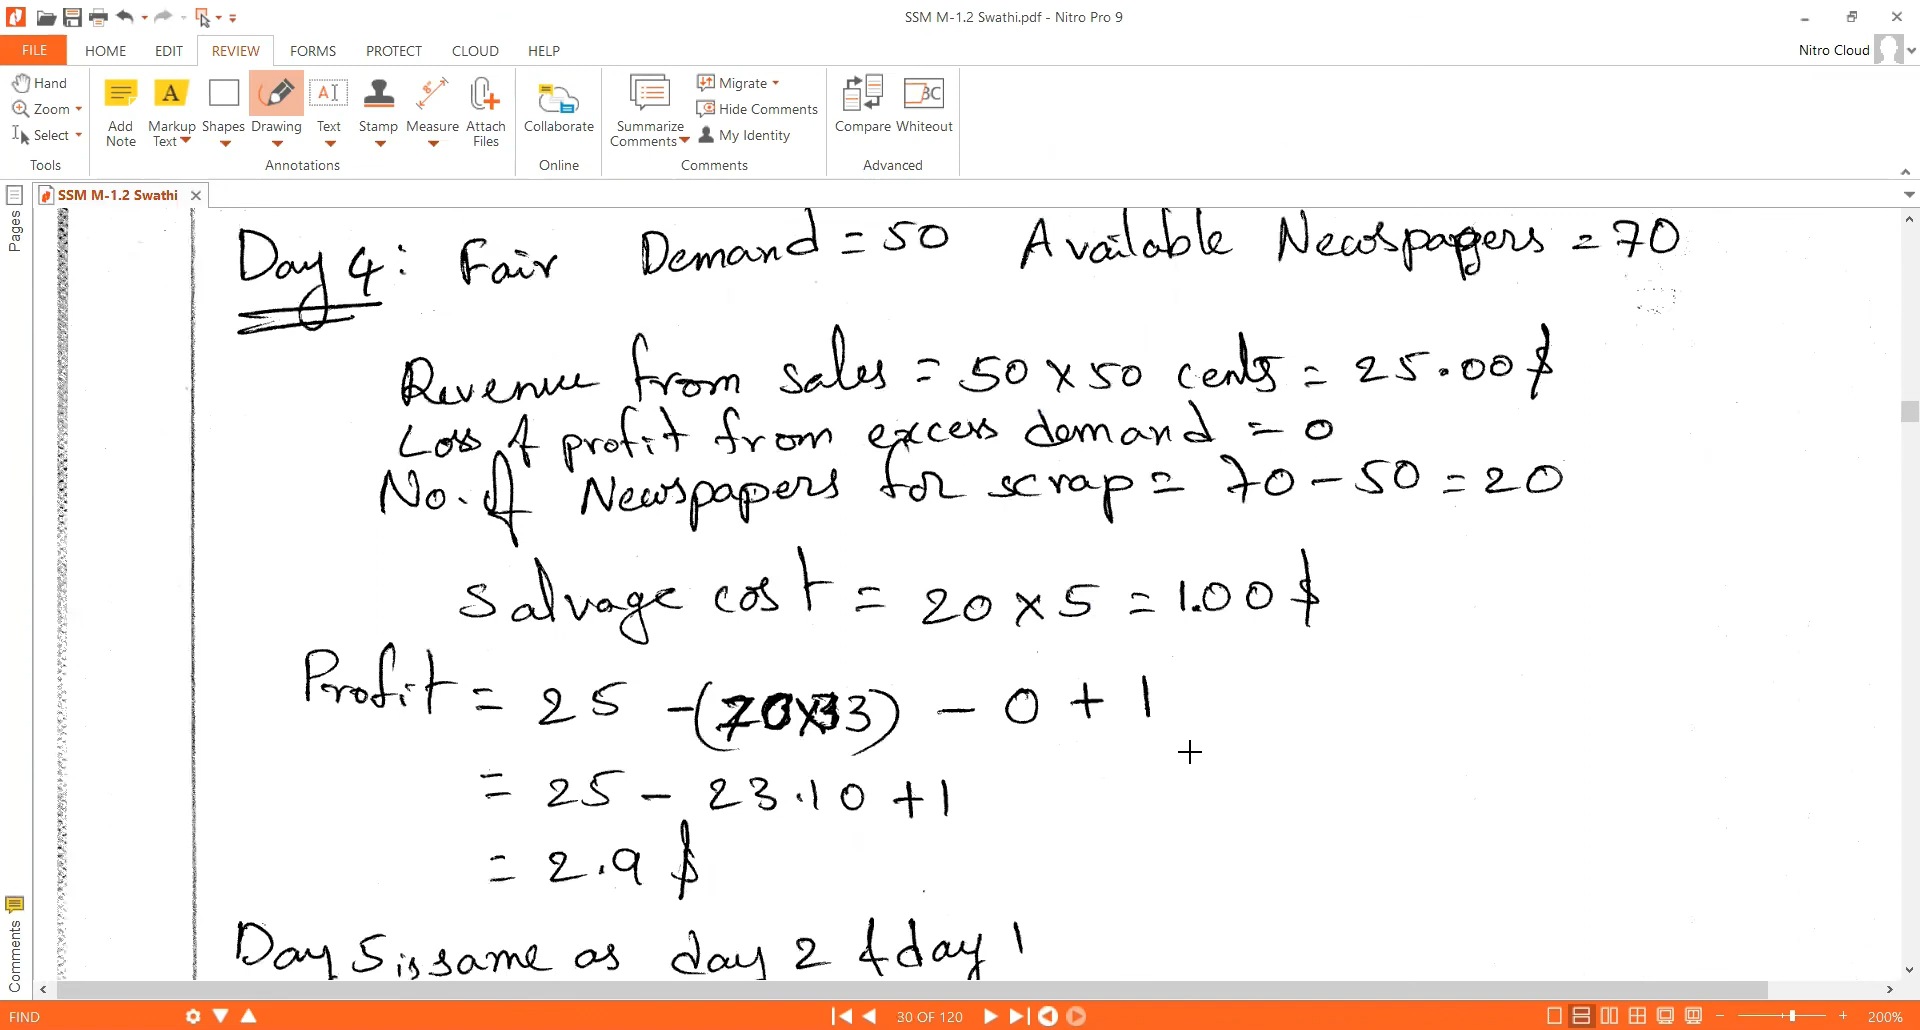 SSM M-1.2 Swathi.pdf - Nitro Pro 9
FILE HOME EDIT REVIEW FORMS PROTECT CLOUD HELP
Nitro Cloud
Hand
Zoom
Select
Tools
Add Note
Markup Text
Shapes
Drawing
Text
Stamp
Measure
Attach Files
Annotations
Collaborate
Online
Summarize Comments
Migrate
Hide Comments
My Identity
Comments
Compare
Whiteout
Advanced
SSM M-1.2 Swathi
Pages
Day 4: Fair Demand = 50 Available Newspapers = 70
Revenue from sales = 50 x 50 cents = 25.00 $
Loss of profit from excess demand = 0
No. of Newspapers for scrap = 70 - 50 = 20
Salvage cost = 20 x 5 = 1.00 $
Profit = 25 - (70x33) - 0 + 1
= 25 - 23.10 + 1
= 2.9 $
Day 5 is same as day 2 & day 1
Comments
FIND
30 OF 120
200%